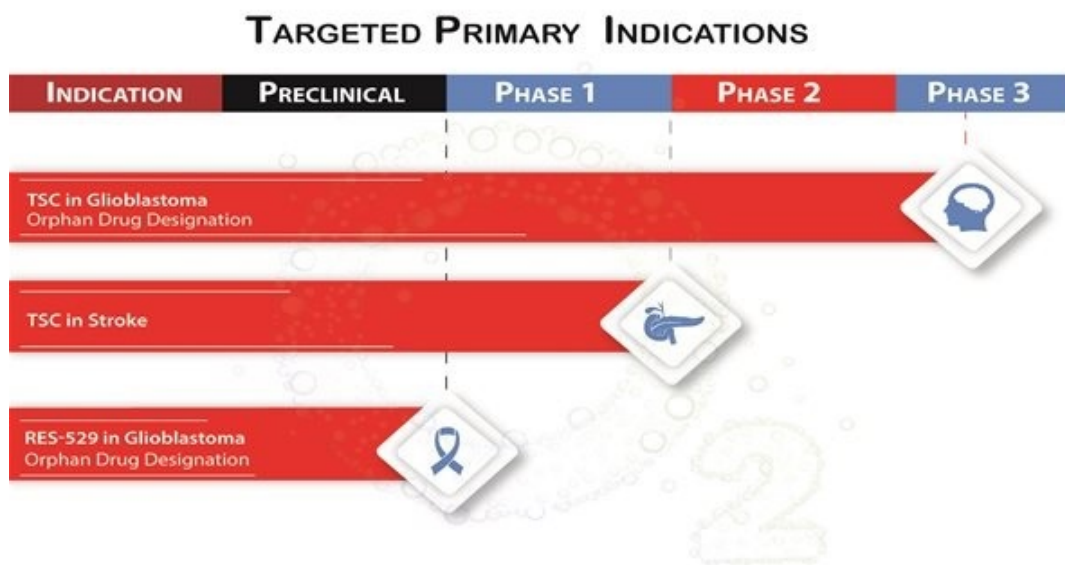 TARGETED PRIMARY INDICATIONS
INDICATION PRECLINICAL PHASE 1 PHASE 2 PHASE 3
TSC in Glioblastoma
Orphan Drug Designation
TSC in Stroke
RES-529 in Glioblastoma
Orphan Drug Designation
2